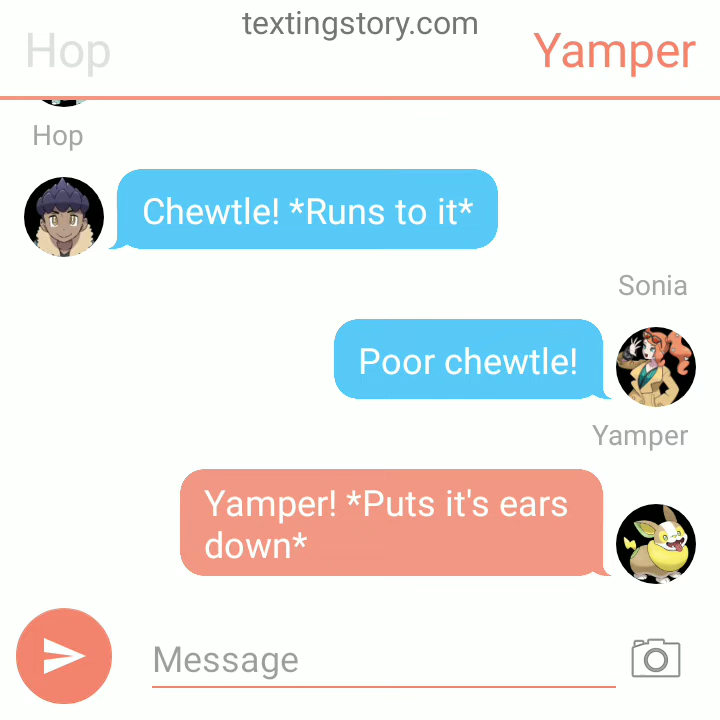 textingstory.com
Hop
Yamper
Hop
Chewtle! *Runs to it*
Sonia
Poor chewtle!
Yamper
Yamper! *Puts it's ears
down*
Message